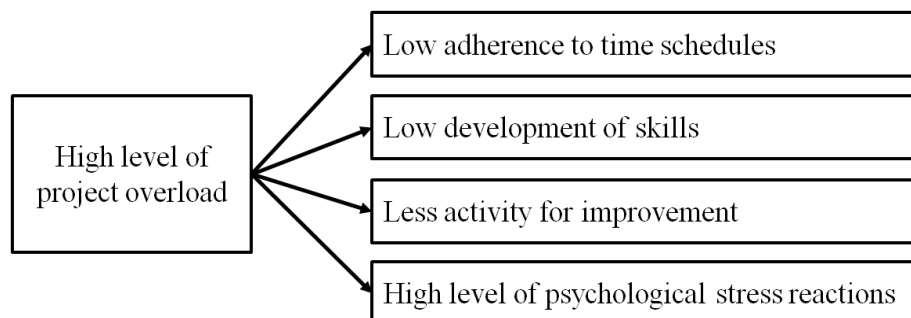 High level of
project overload
Low adherence to time schedules
Low development of skills
Less activity for improvement
High level of psychological stress reactions